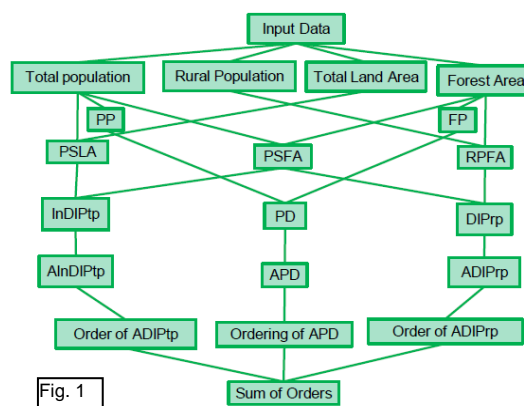 Input Data
Total population
Rural Population
Total Land Area
Forest Area
PP
FP
PSLA
PSFA
RPFA
InDIPtp
PD
DIPrp
AInDIPtp
APD
ADIPrp
Order of ADIPtp
Ordering of APD
Order of ADIPrp
Fig. 1
Sum of Orders